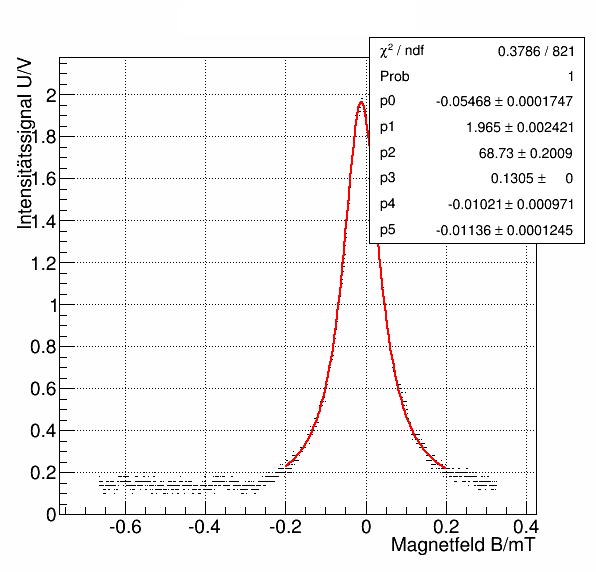 χ² / ndf 0.3786 / 821
Prob 1
p0 -0.05468 ± 0.0001747
p1 1.965 ± 0.002421
p2 68.73 ± 0.2009
p3 0.1305 ± 0
p4 -0.01021 ± 0.000971
p5 -0.01136 ± 0.0001245
Intensitätssignal U/V
2
1.8
1.6
1.4
1.2
1
0.8
0.6
0.4
0.2
0
-0.6 -0.4 -0.2 0 0.2 0.4
Magnetfeld B/mT